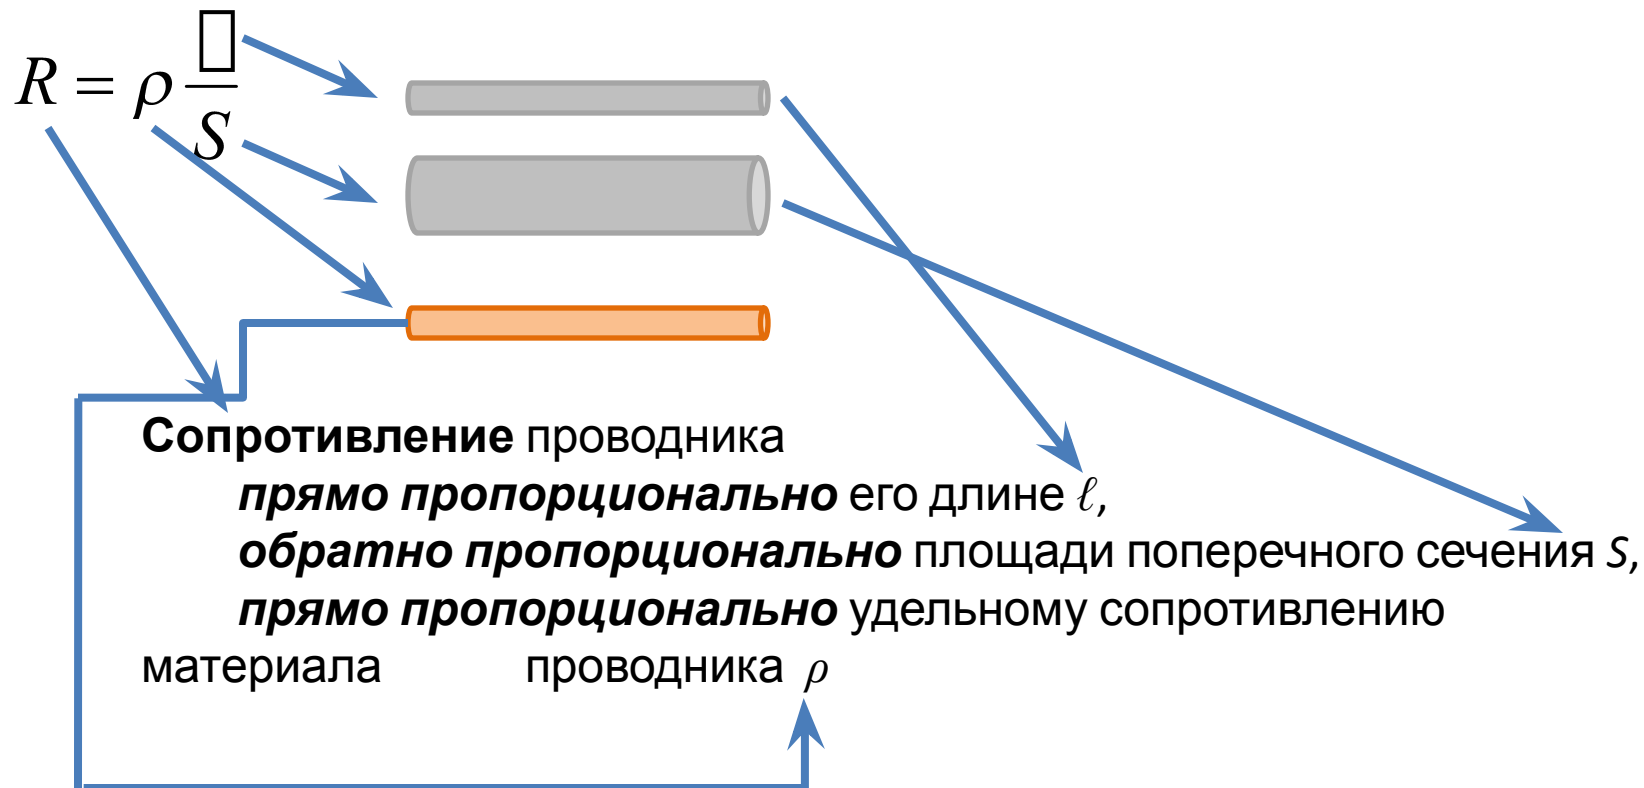 R = ρ □ / S
Сопротивление проводника
прямо пропорционально его длине ℓ,
обратно пропорционально площади поперечного сечения S,
прямо пропорционально удельному сопротивлению
материала проводника ρ